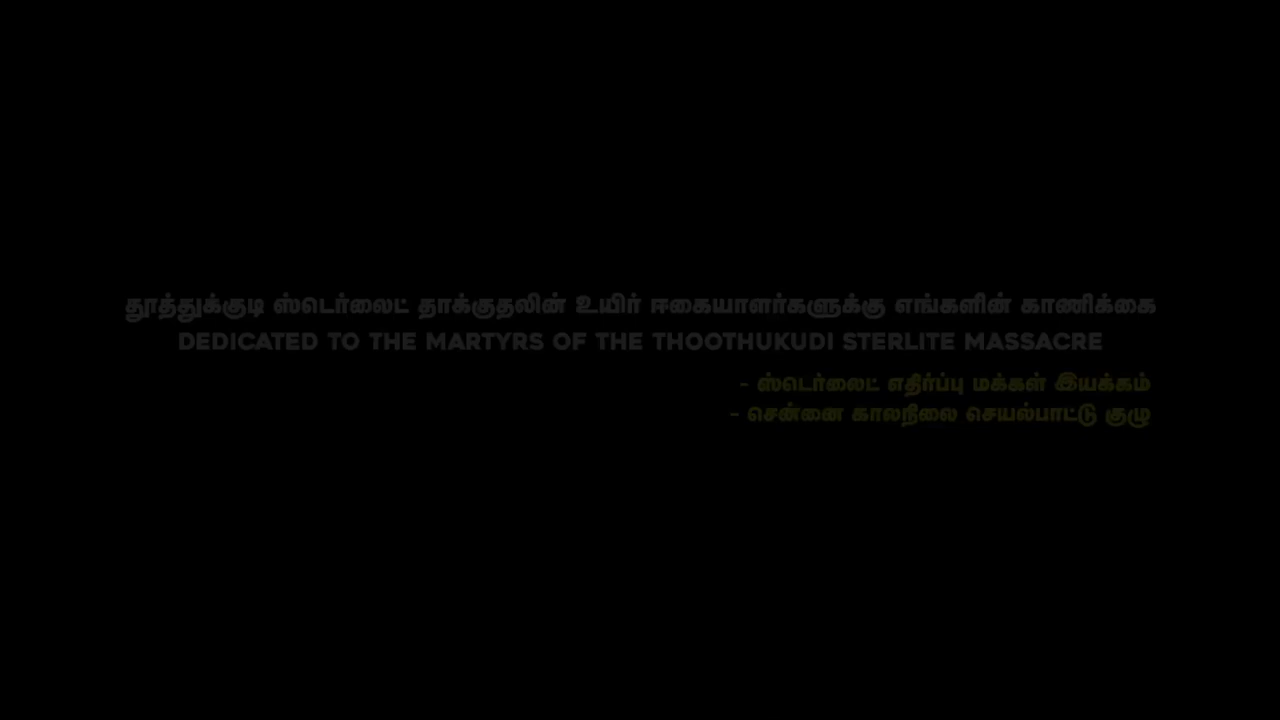 தூத்துக்குடி ஸ்டெர்லைட் தாக்குதலின் உயிர் ஈகையாளர்களுக்கு எங்களின் காணிக்கை
DEDICATED TO THE MARTYRS OF THE THOOTHUKUDI STERLITE MASSACRE
- ஸ்டெர்லைட் எதிர்ப்பு மக்கள் இயக்கம்
- சென்னை காலநிலை செயல்பாட்டு குழு